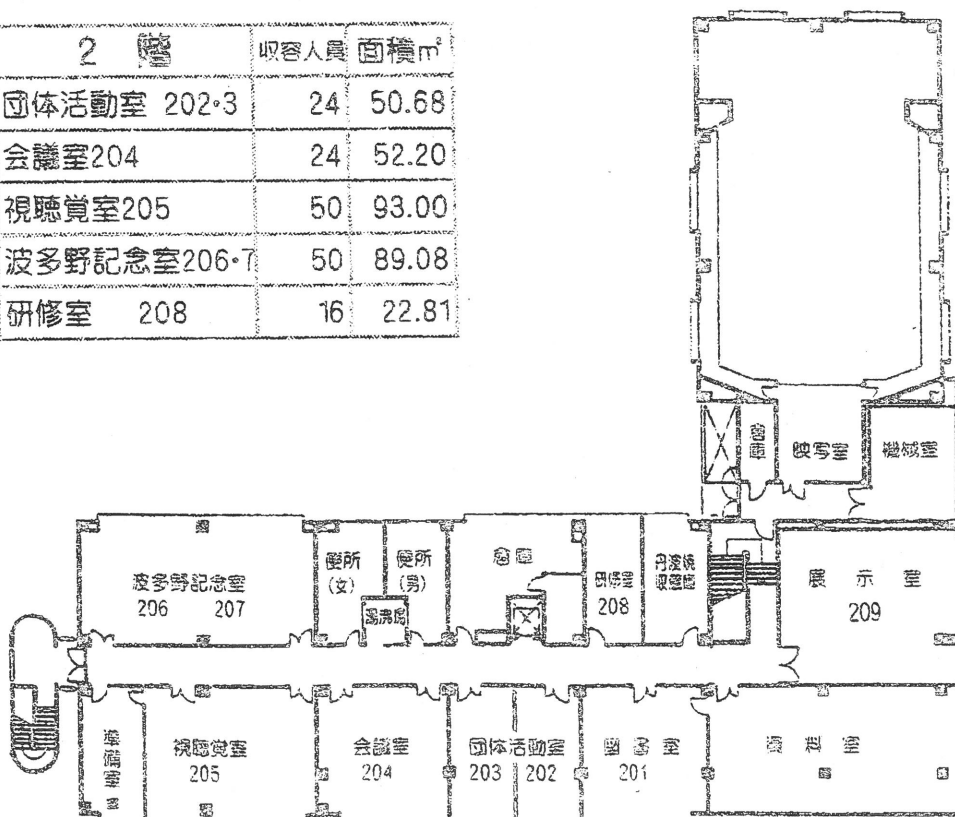 2 階 収容人員 面積㎡
団体活動室 202・3 24 50.68
会議室204 24 52.20
視聴覚室205 50 93.00
波多野記念室206・7 50 89.08
研修室 208 16 22.81
倉庫
映写室
機械室
波多野記念室
206 207
便所
(女)
便所
(男)
湯沸場
倉庫
研修室
208
展示室
209
準備室
視聴覚室
205
会議室
204
団体活動室
203 202
図書室
201
資料室